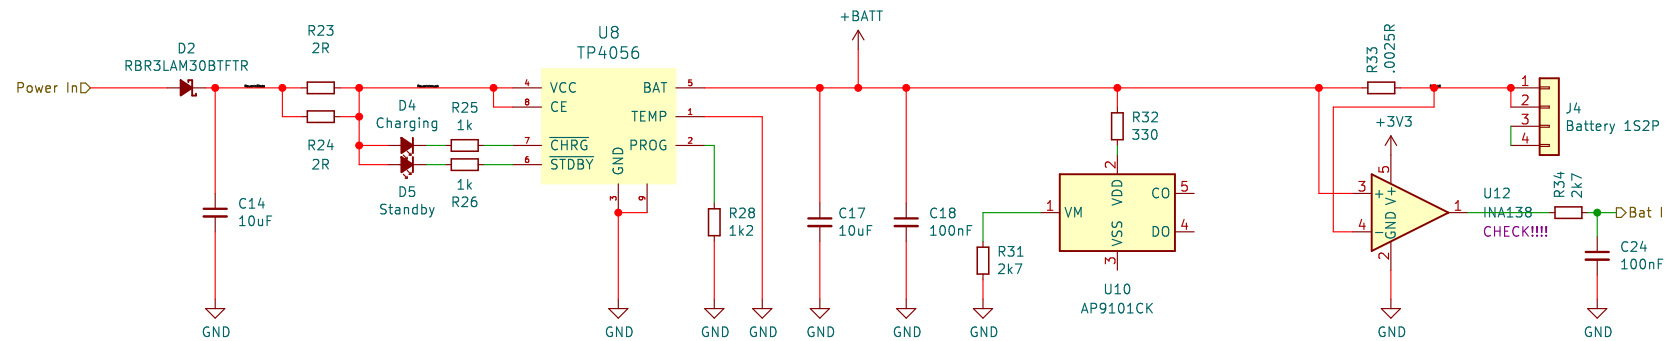 Power In
D2
RBR3LAM30BTFTR
R23
2R
R24
2R
C14
10uF
GND
D4
Charging
D5
Standby
R25
1k
1k
R26
U8
TP4056
4
VCC
8
CE
7
CHRG
6
STDBY
BAT
5
TEMP
1
PROG
2
GND
3
9
GND
R28
1k2
GND
GND
+BATT
C17
10uF
GND
C18
100nF
GND
R31
2k7
GND
R32
330
2
1
VM
VDD
VSS
3
CO
5
DO
4
U10
AP9101CK
R33
.0025R
1
2
3
4
J4
Battery 1S2P
+3V3
5
3
+
4
-
V+
GND
2
1
U12
INA138
CHECK!!!!
GND
R34
2k7
Bat I
C24
100nF
GND